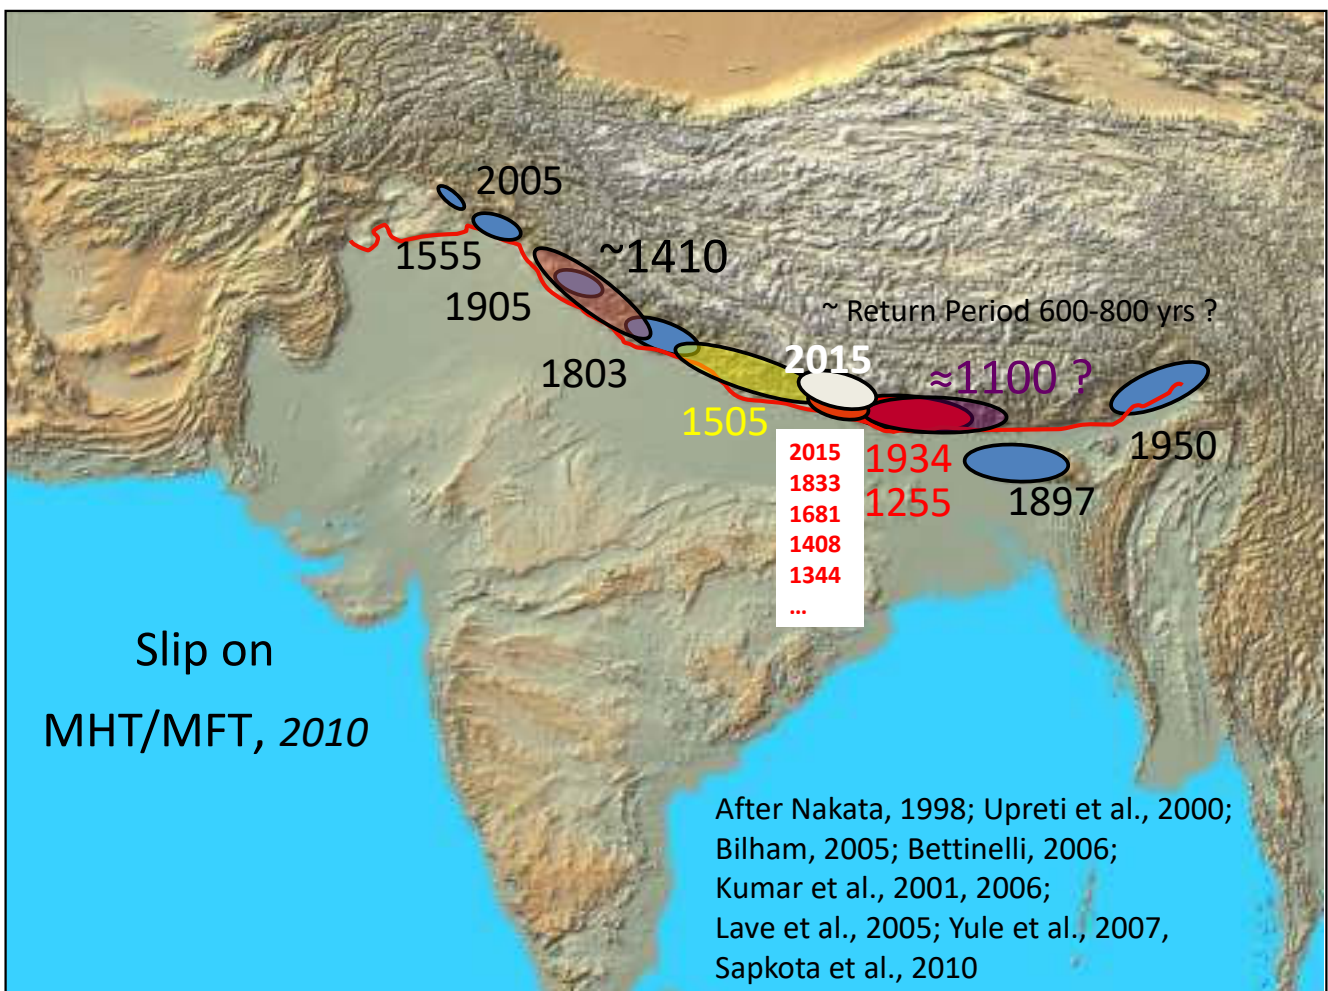 2005
1555
~1410
1905
~ Return Period 600-800 yrs ?
1803
2015
≈1100 ?
1505
1950
2015
1833
1681
1408
1344
...
1934
1255
1897
Slip on
MHT/MFT, 2010
After Nakata, 1998; Upreti et al., 2000;
Bilham, 2005; Bettinelli, 2006;
Kumar et al., 2001, 2006;
Lave et al., 2005; Yule et al., 2007,
Sapkota et al., 2010